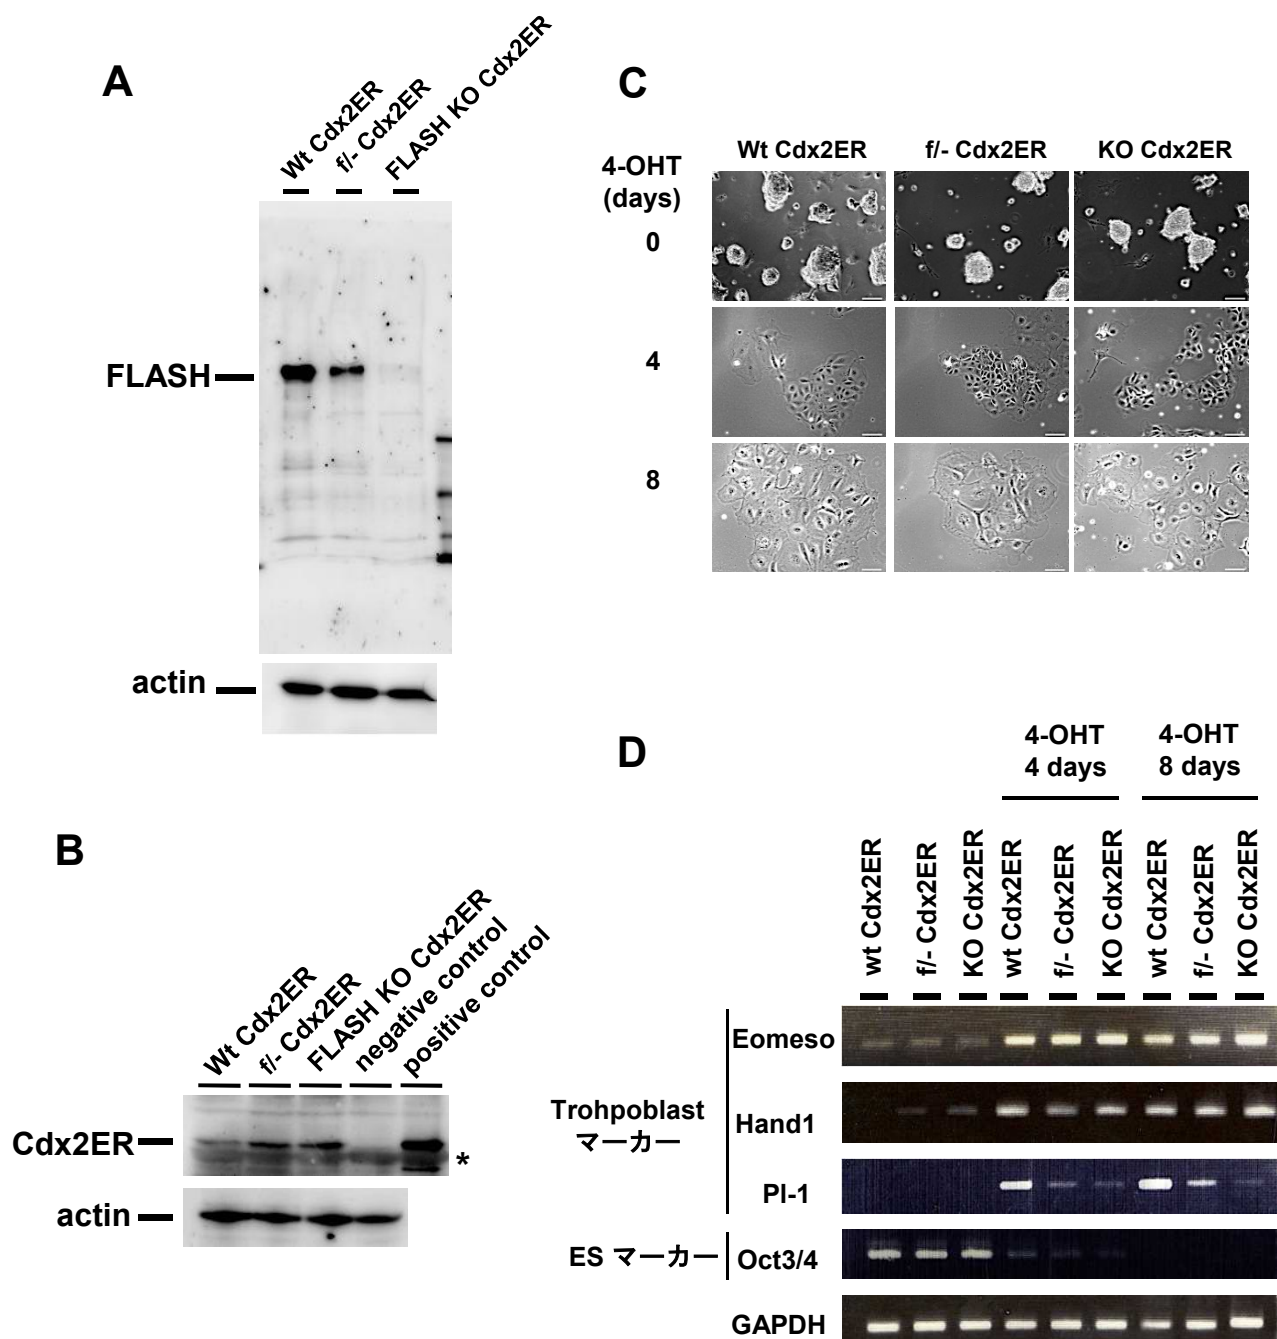 A
Wt Cdx2ER
f/- Cdx2ER
FLASH KO Cdx2ER
FLASH
actin
B
Wt Cdx2ER
f/- Cdx2ER
FLASH KO Cdx2ER
negative control
positive control
Cdx2ER
*
actin
C
4-OHT
(days)
Wt Cdx2ER
f/- Cdx2ER
KO Cdx2ER
0
4
8
D
4-OHT
4 days
4-OHT
8 days
wt Cdx2ER
f/- Cdx2ER
KO Cdx2ER
wt Cdx2ER
f/- Cdx2ER
KO Cdx2ER
wt Cdx2ER
f/- Cdx2ER
KO Cdx2ER
Trohpoblast
マーカー
Eomeso
Hand1
Pl-1
ES マーカー
Oct3/4
GAPDH